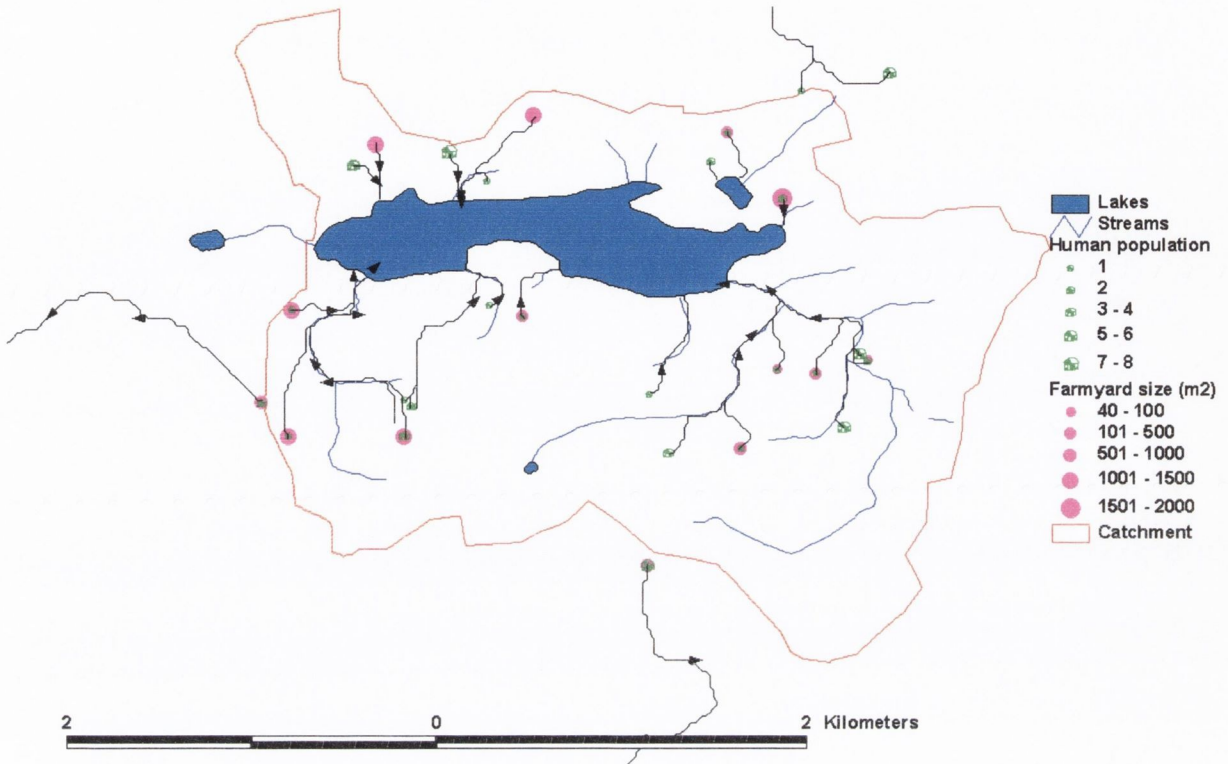 Lakes
Streams
Human population
1
2
3 - 4
5 - 6
7 - 8
Farmyard size (m2)
40 - 100
101 - 500
501 - 1000
1001 - 1500
1501 - 2000
Catchment
2 0 2 Kilometers